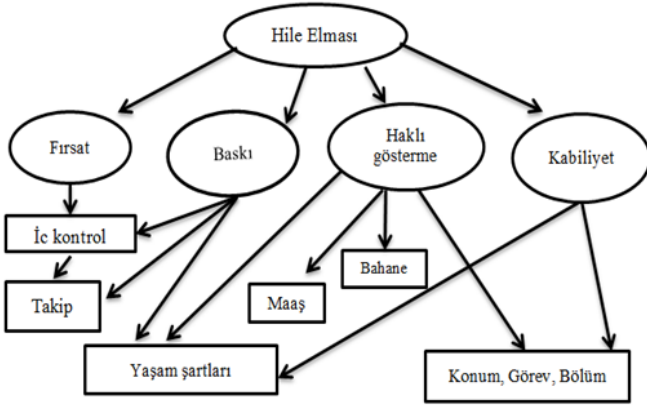 Hile Elması
Fırsat
Baskı
Haklı
gösterme
Kabiliyet
İc kontrol
Bahane
Takip
Maaş
Yaşam şartları
Konum, Görev, Bölüm